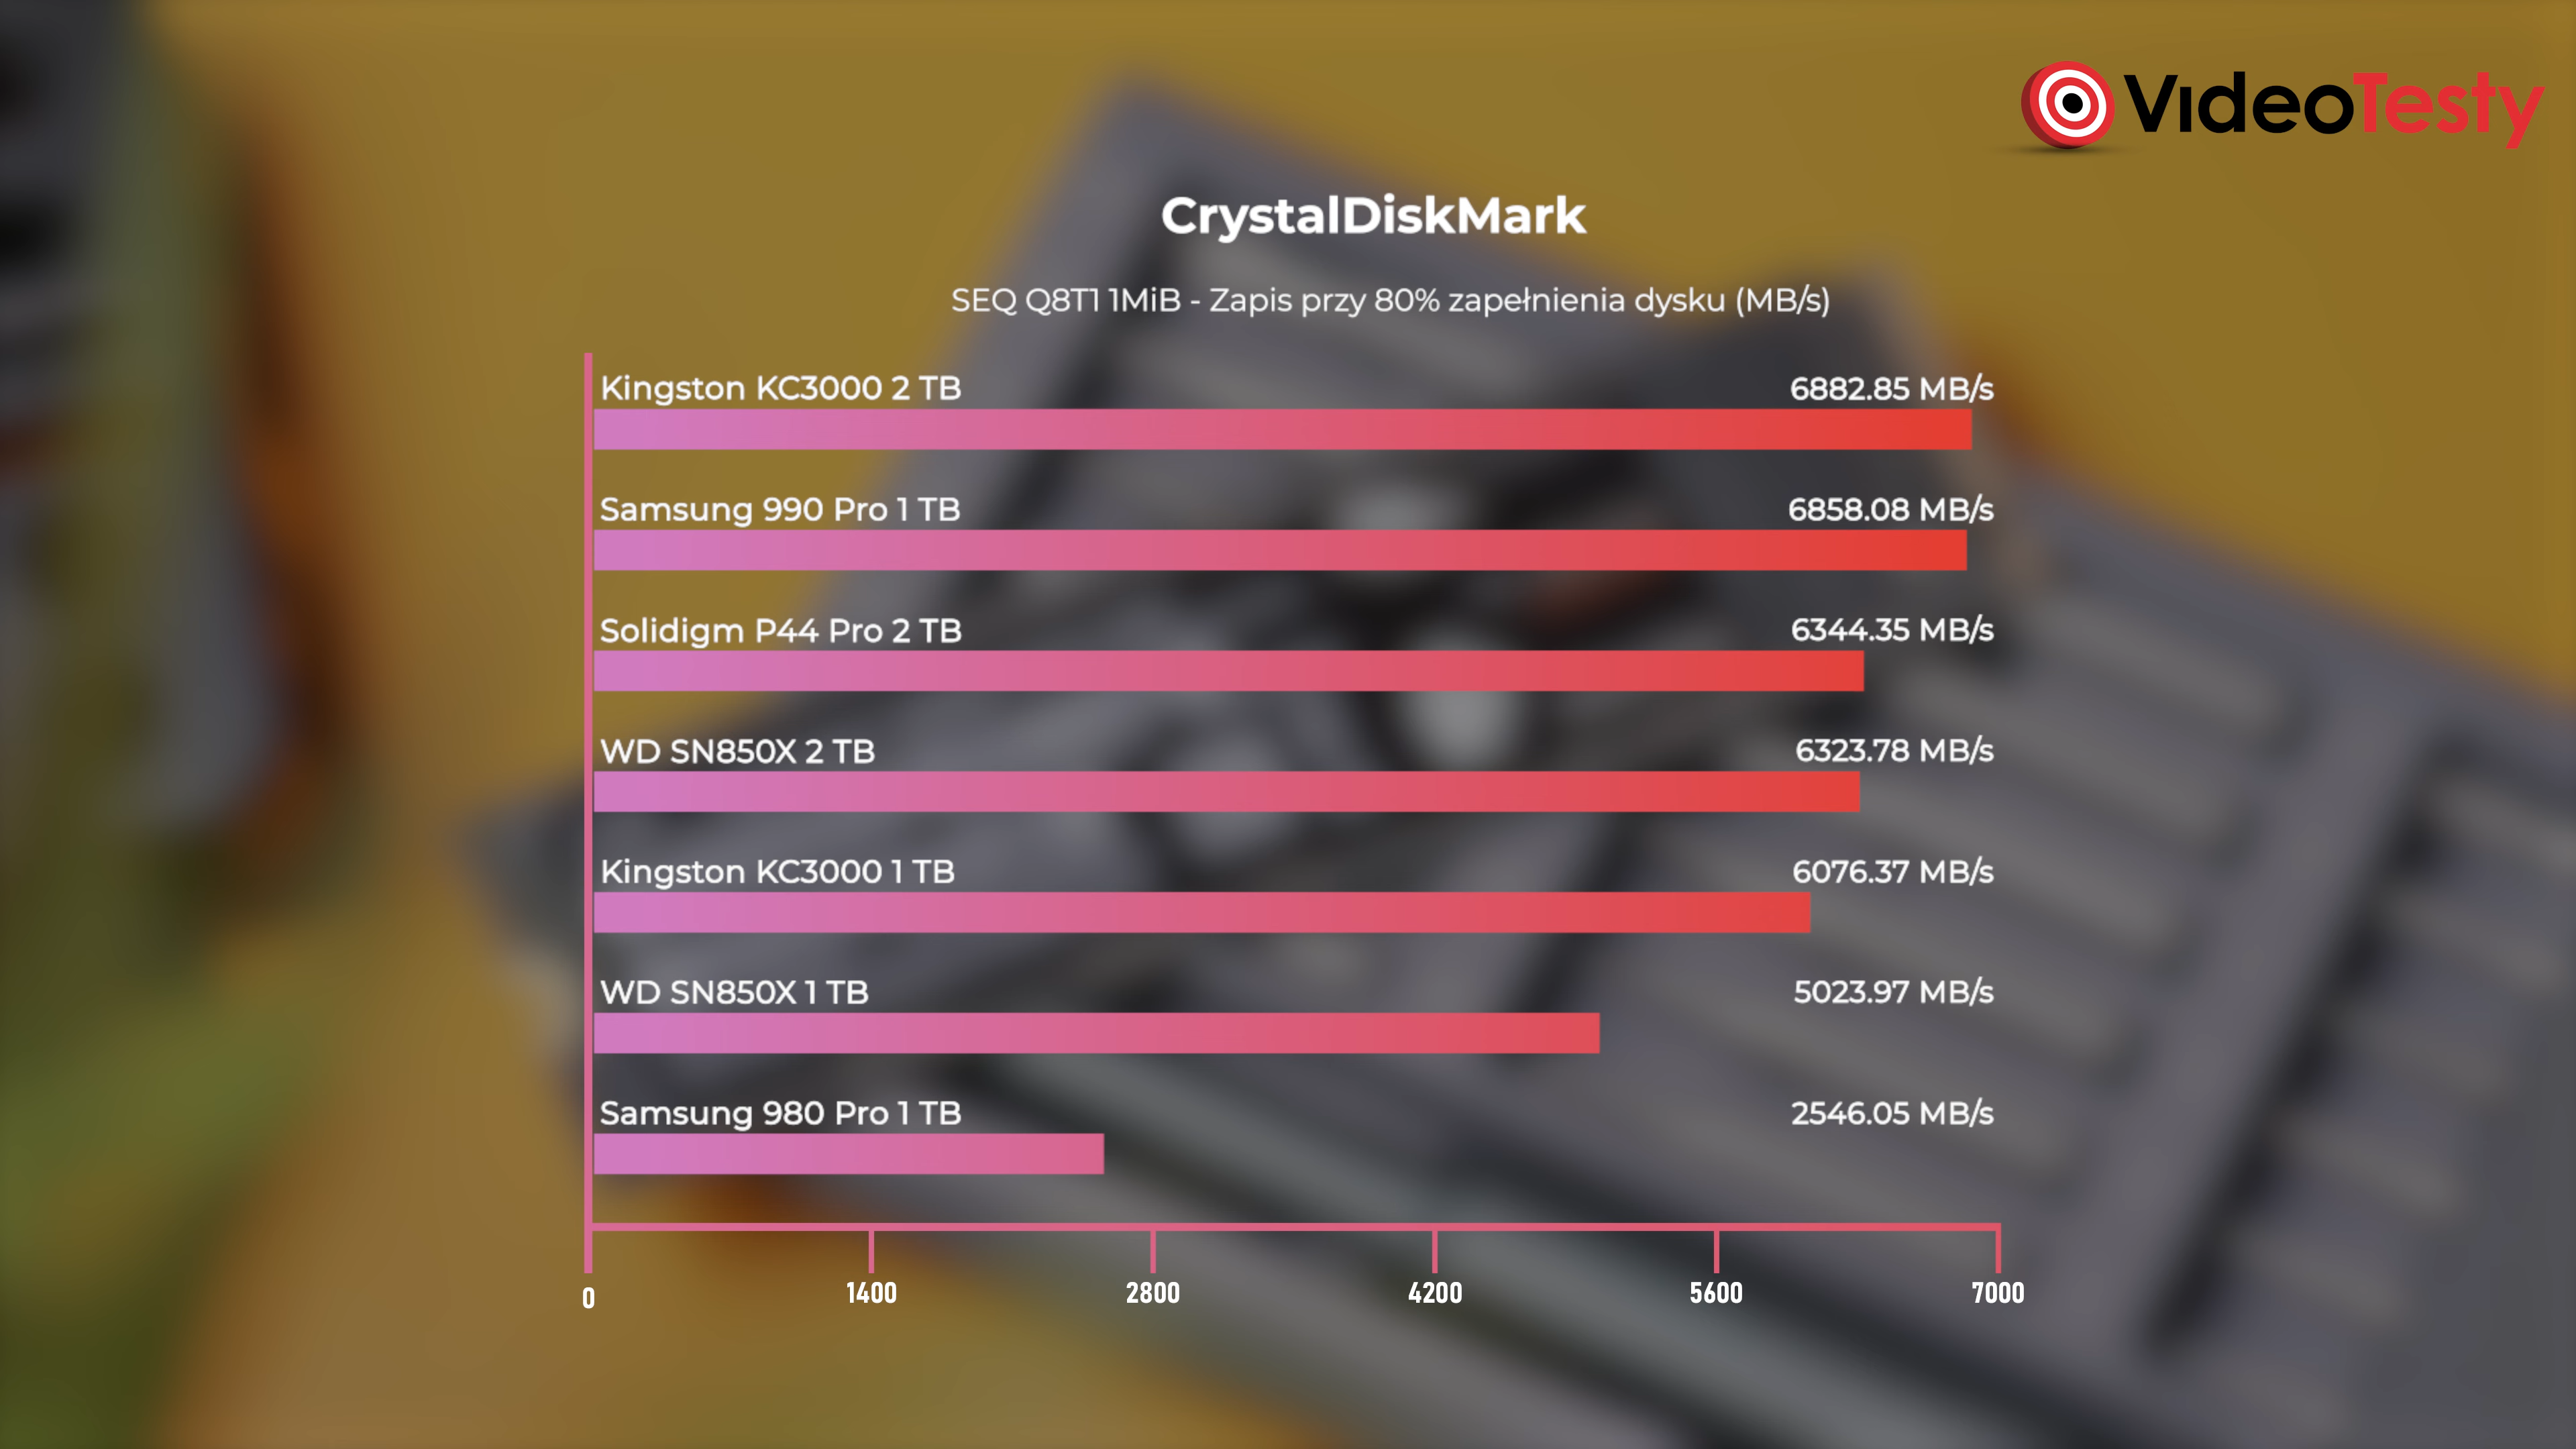 VideoTesty
CrystalDiskMark
SEQ Q8T1 1MiB - Zapis przy 80% zapełnienia dysku (MB/s)
Kingston KC3000 2 TB 6882.85 MB/s
Samsung 990 Pro 1 TB 6858.08 MB/s
Solidigm P44 Pro 2 TB 6344.35 MB/s
WD SN850X 2 TB 6323.78 MB/s
Kingston KC3000 1 TB 6076.37 MB/s
WD SN850X 1 TB 5023.97 MB/s
Samsung 980 Pro 1 TB 2546.05 MB/s
0 1400 2800 4200 5600 7000